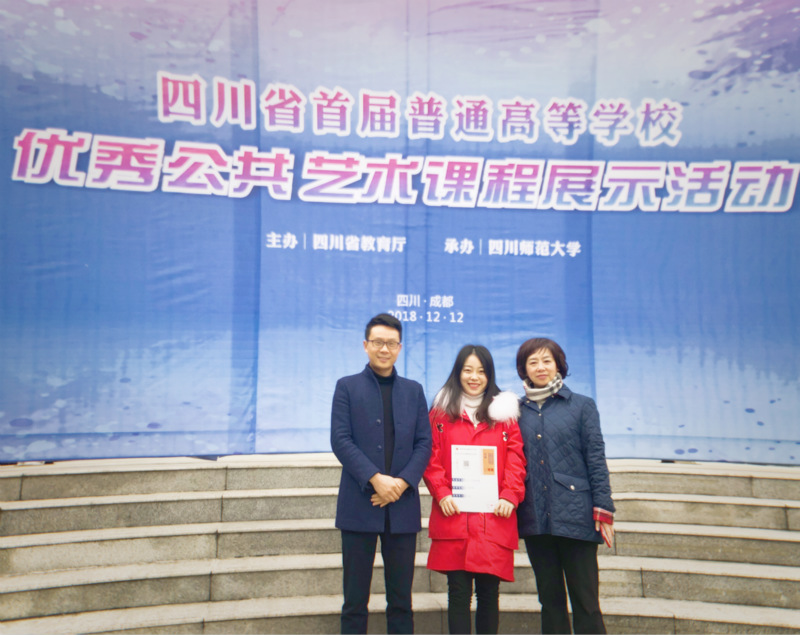 四川省首届普通高等学校
优秀公共艺术课程展示活动
主办｜四川省教育厅 承办｜四川师范大学
四川·成都
2018·12·12